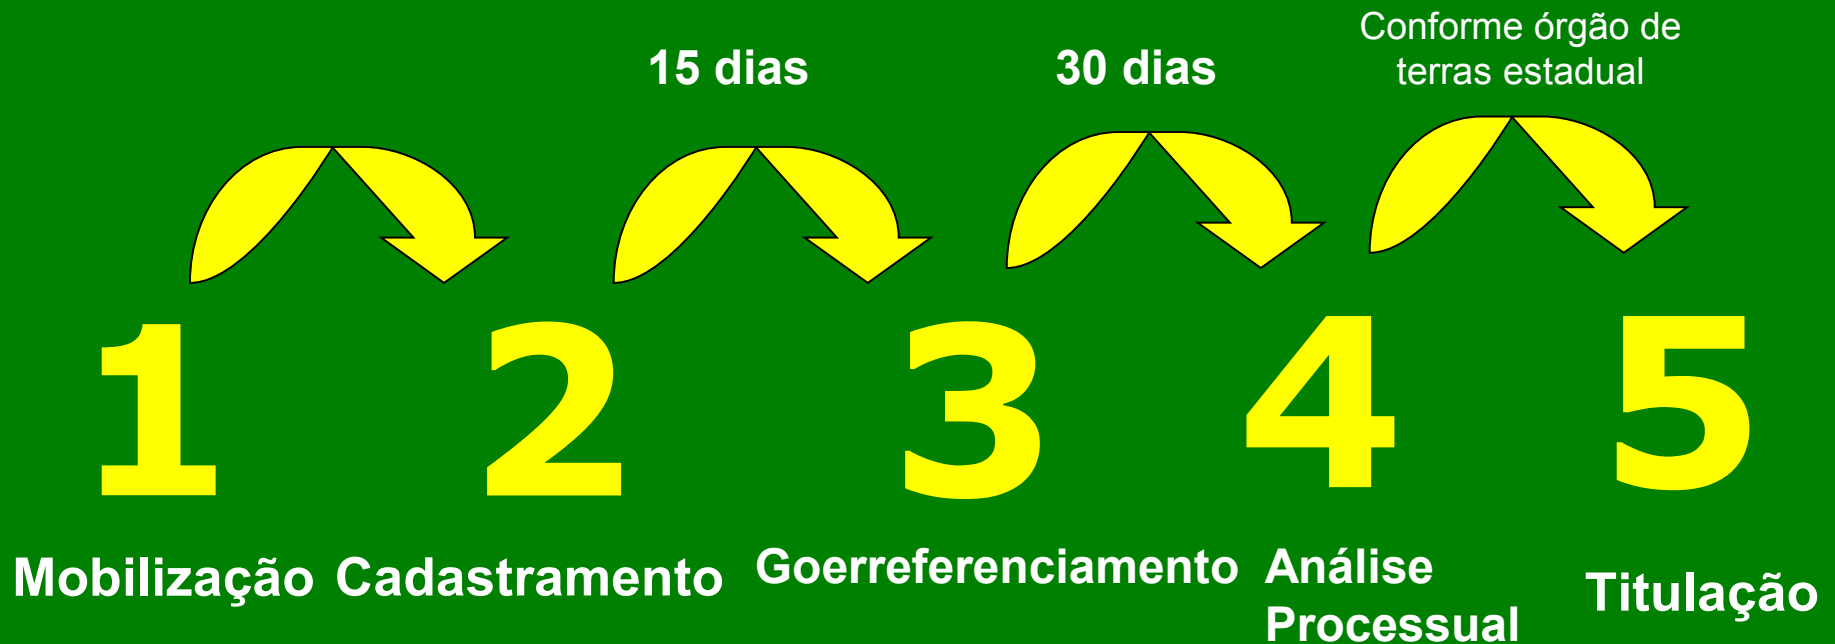 15 dias
30 dias
Conforme órgão de
terras estadual
1
2
3
4
5
Mobilização
Cadastramento
Goerreferenciamento
Análise
Processual
Titulação